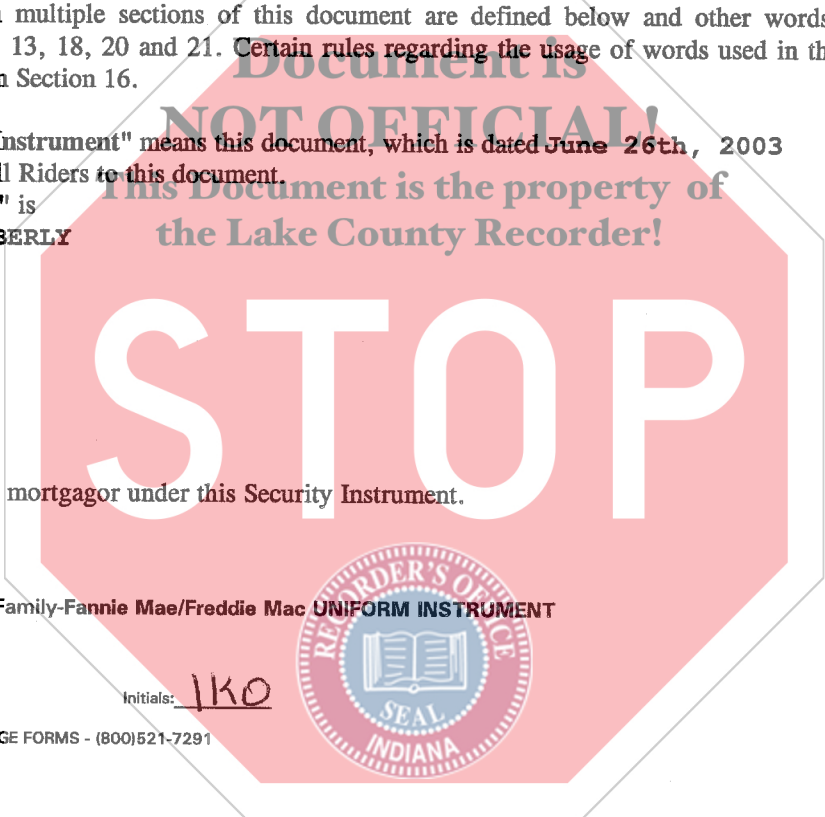 multiple sections of this document are defined below and other words
13, 18, 20 and 21. Certain rules regarding the usage of words used in th
Section 16.
Document is
NOT OFFICIAL!
This Document is the property of
the Lake County Recorder!
nstrument" means this document, which is dated June 26th, 2003
ll Riders to this document.
" is
BERLY
STOP
mortgagor under this Security Instrument.
Family-Fannie Mae/Freddie Mac UNIFORM INSTRUMENT
RECORDER'S OFFICE
SEAL
INDIANA
Initials: IKO
GE FORMS - (800)521-7291